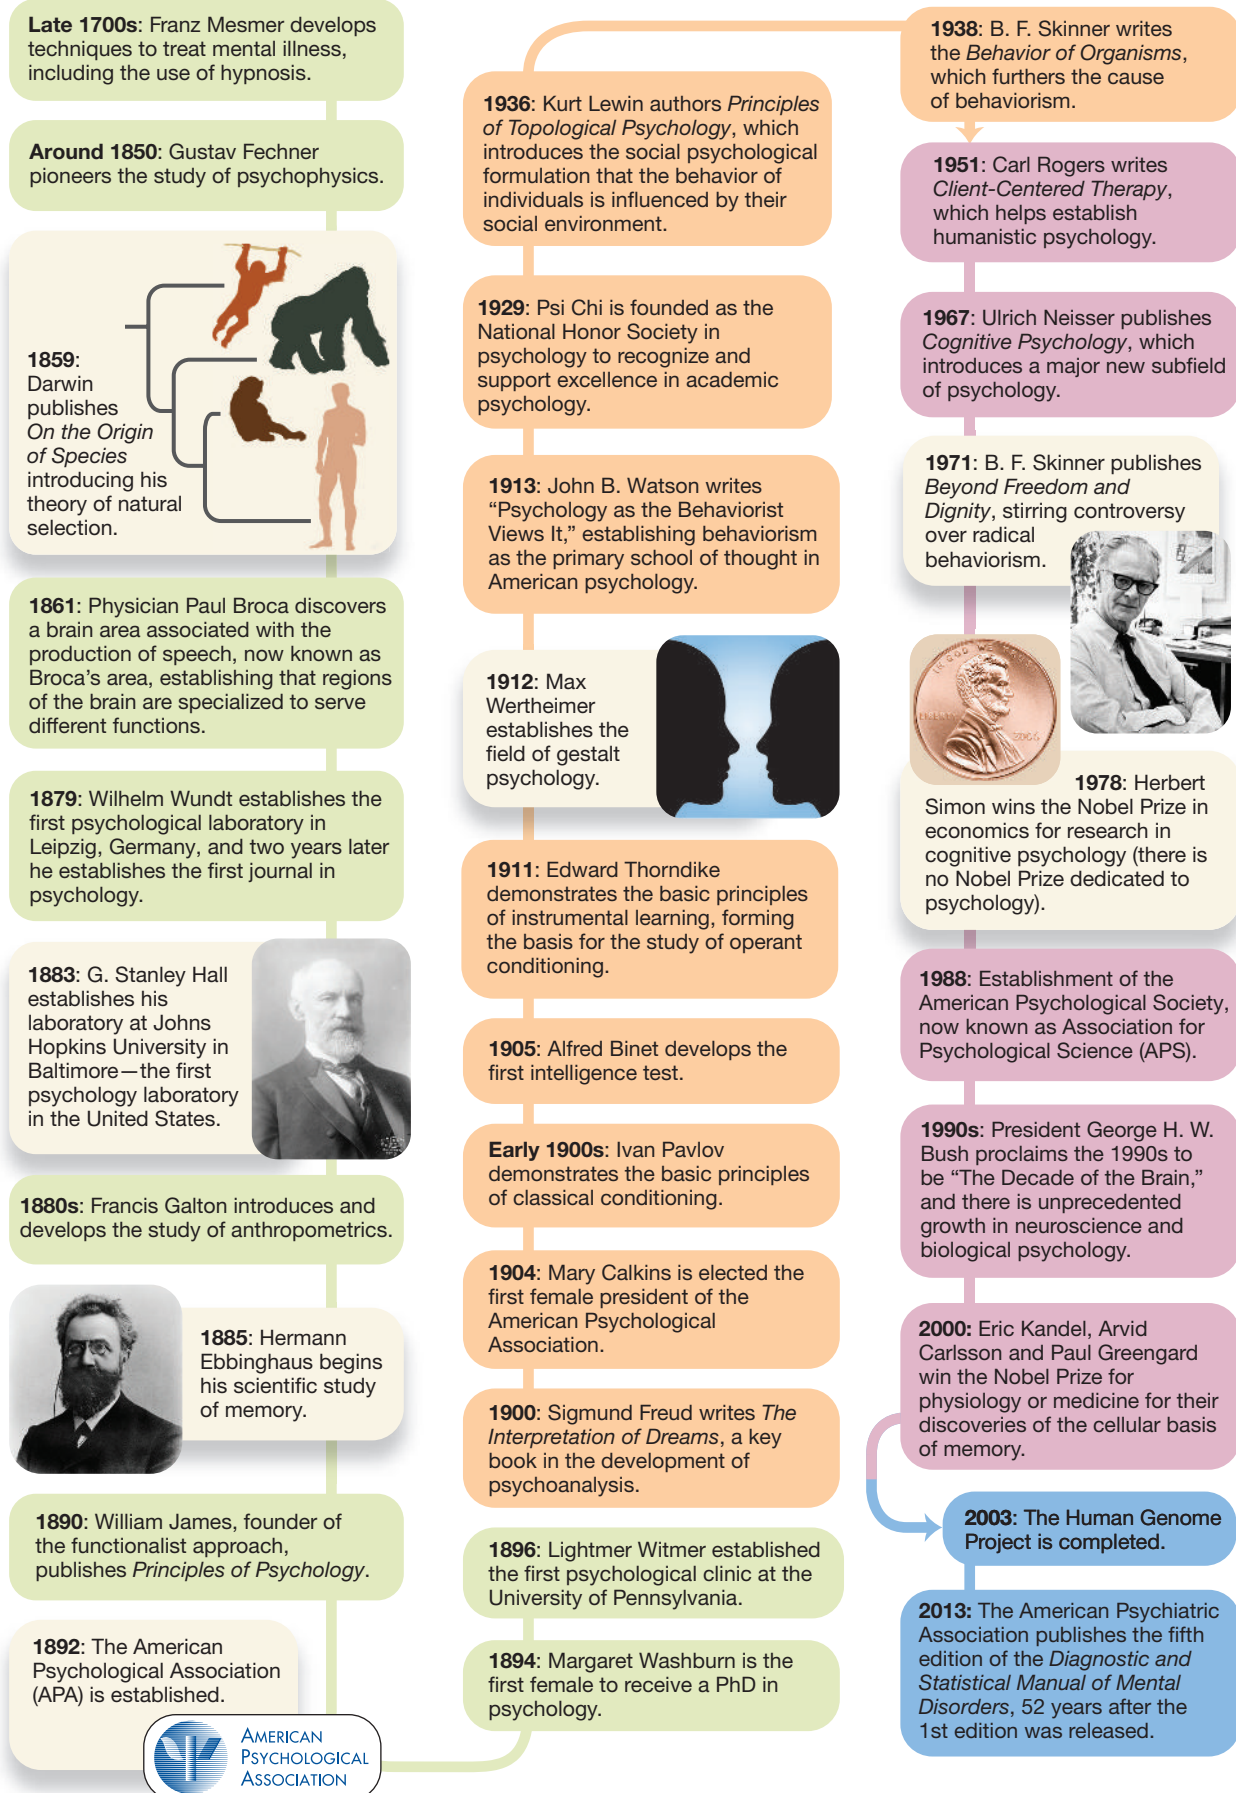 Late 1700s: Franz Mesmer develops
techniques to treat mental illness,
including the use of hypnosis.
Around 1850: Gustav Fechner
pioneers the study of psychophysics.
1859:
Darwin
publishes
On the Origin
of Species
introducing his
theory of natural
selection.
1861: Physician Paul Broca discovers
a brain area associated with the
production of speech, now known as
Broca's area, establishing that regions
of the brain are specialized to serve
different functions.
1879: Wilhelm Wundt establishes the
first psychological laboratory in
Leipzig, Germany, and two years later
he establishes the first journal in
psychology.
1883: G. Stanley Hall
establishes his
laboratory at Johns
Hopkins University in
Baltimore—the first
psychology laboratory
in the United States.
1880s: Francis Galton introduces and
develops the study of anthropometrics.
1885: Hermann
Ebbinghaus begins
his scientific study
of memory.
1890: William James, founder of
the functionalist approach,
publishes Principles of Psychology.
1892: The American
Psychological Association
(APA) is established.
AMERICAN
PSYCHOLOGICAL
ASSOCIATION
1936: Kurt Lewin authors Principles
of Topological Psychology, which
introduces the social psychological
formulation that the behavior of
individuals is influenced by their
social environment.
1929: Psi Chi is founded as the
National Honor Society in
psychology to recognize and
support excellence in academic
psychology.
1913: John B. Watson writes
“Psychology as the Behaviorist
Views It,” establishing behaviorism
as the primary school of thought in
American psychology.
1912: Max
Wertheimer
establishes the
field of gestalt
psychology.
1911: Edward Thorndike
demonstrates the basic principles
of instrumental learning, forming
the basis for the study of operant
conditioning.
1905: Alfred Binet develops the
first intelligence test.
Early 1900s: Ivan Pavlov
demonstrates the basic principles
of classical conditioning.
1904: Mary Calkins is elected the
first female president of the
American Psychological
Association.
1900: Sigmund Freud writes The
Interpretation of Dreams, a key
book in the development of
psychoanalysis.
1896: Lightmer Witmer established
the first psychological clinic at the
University of Pennsylvania.
1894: Margaret Washburn is the
first female to receive a PhD in
psychology.
1938: B. F. Skinner writes
the Behavior of Organisms,
which furthers the cause
of behaviorism.
1951: Carl Rogers writes
Client-Centered Therapy,
which helps establish
humanistic psychology.
1967: Ulrich Neisser publishes
Cognitive Psychology, which
introduces a major new subfield
of psychology.
1971: B. F. Skinner publishes
Beyond Freedom and
Dignity, stirring controversy
over radical
behaviorism.
IN GOD WE TRUST
LIBERTY
2006
1978: Herbert
Simon wins the Nobel Prize in
economics for research in
cognitive psychology (there is
no Nobel Prize dedicated to
psychology).
1988: Establishment of the
American Psychological Society,
now known as Association for
Psychological Science (APS).
1990s: President George H. W.
Bush proclaims the 1990s to
be “The Decade of the Brain,”
and there is unprecedented
growth in neuroscience and
biological psychology.
2000: Eric Kandel, Arvid
Carlsson and Paul Greengard
win the Nobel Prize for
physiology or medicine for their
discoveries of the cellular basis
of memory.
2003: The Human Genome
Project is completed.
2013: The American Psychiatric
Association publishes the fifth
edition of the Diagnostic and
Statistical Manual of Mental
Disorders, 52 years after the
1st edition was released.